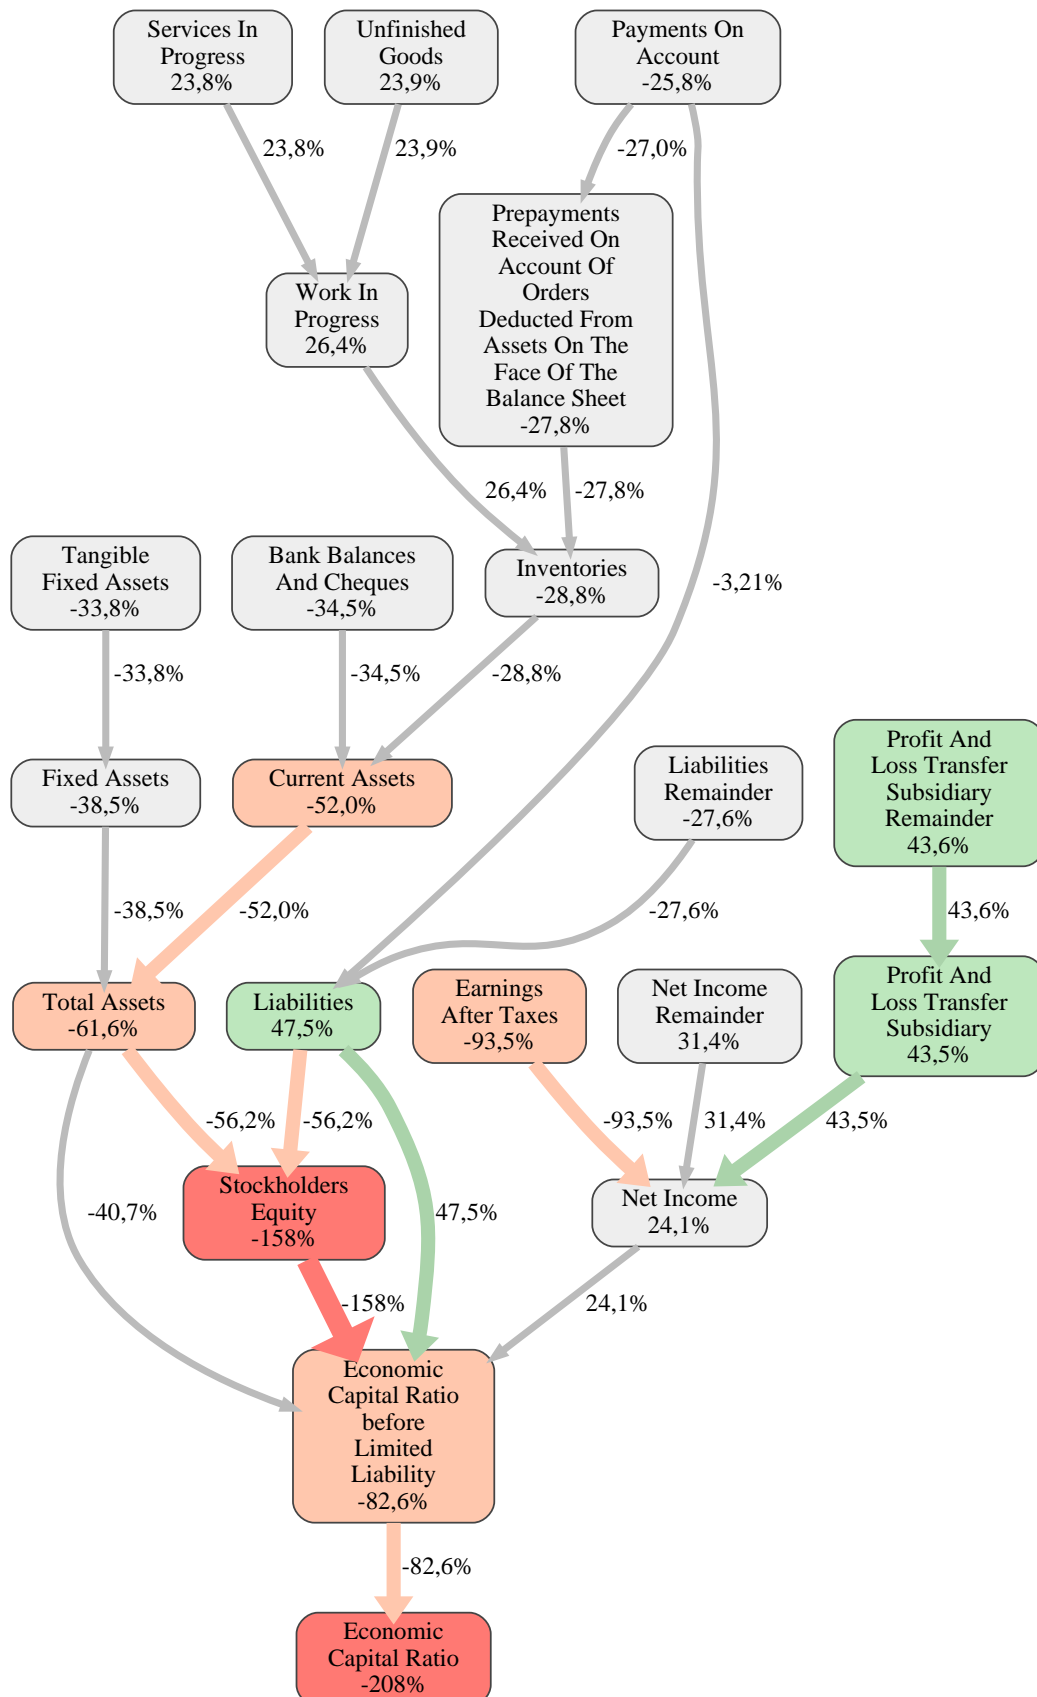 Services In
Progress
23,8%
Unfinished
Goods
23,9%
Payments On
Account
-25,8%
23,8%
23,9%
-27,0%
Prepayments
Received On
Account Of
Orders
Deducted From
Assets On The
Face Of The
Balance Sheet
-27,8%
Work In
Progress
26,4%
26,4%
-27,8%
Tangible
Fixed Assets
-33,8%
Bank Balances
And Cheques
-34,5%
Inventories
-28,8%
-3,21%
-33,8%
-34,5%
-28,8%
Fixed Assets
-38,5%
Current Assets
-52,0%
Liabilities
Remainder
-27,6%
Profit And
Loss Transfer
Subsidiary
Remainder
43,6%
-38,5%
-52,0%
-27,6%
43,6%
Total Assets
-61,6%
Liabilities
47,5%
Earnings
After Taxes
-93,5%
Net Income
Remainder
31,4%
Profit And
Loss Transfer
Subsidiary
43,5%
-56,2%
-56,2%
-93,5%
31,4%
43,5%
Stockholders
Equity
-158%
-40,7%
47,5%
Net Income
24,1%
-158%
24,1%
Economic
Capital Ratio
before
Limited
Liability
-82,6%
-82,6%
Economic
Capital Ratio
-208%